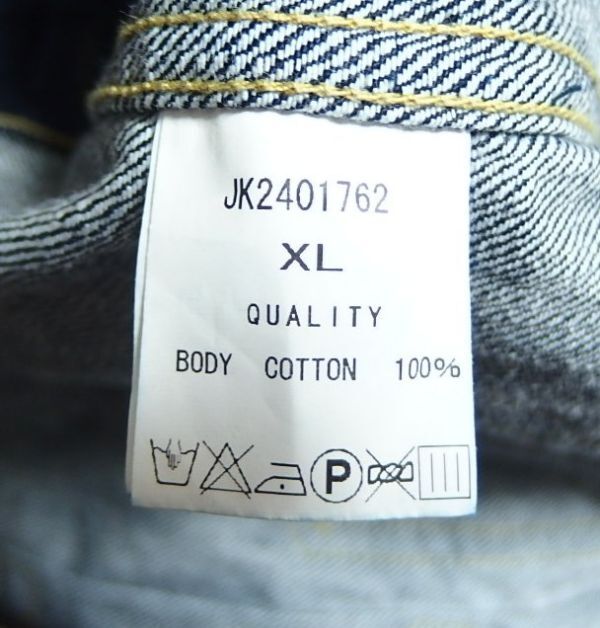 JK2401762
XL
QUALITY
BODY COTTON 100%
P